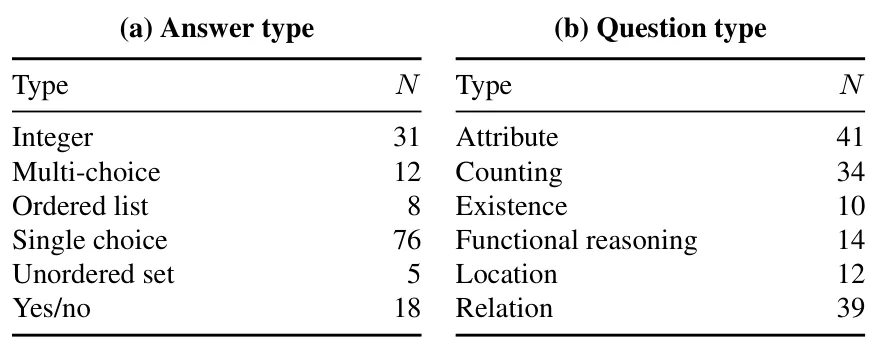 (a) Answer type
Type N
Integer 31
Multi-choice 12
Ordered list 8
Single choice 76
Unordered set 5
Yes/no 18
(b) Question type
Type N
Attribute 41
Counting 34
Existence 10
Functional reasoning 14
Location 12
Relation 39